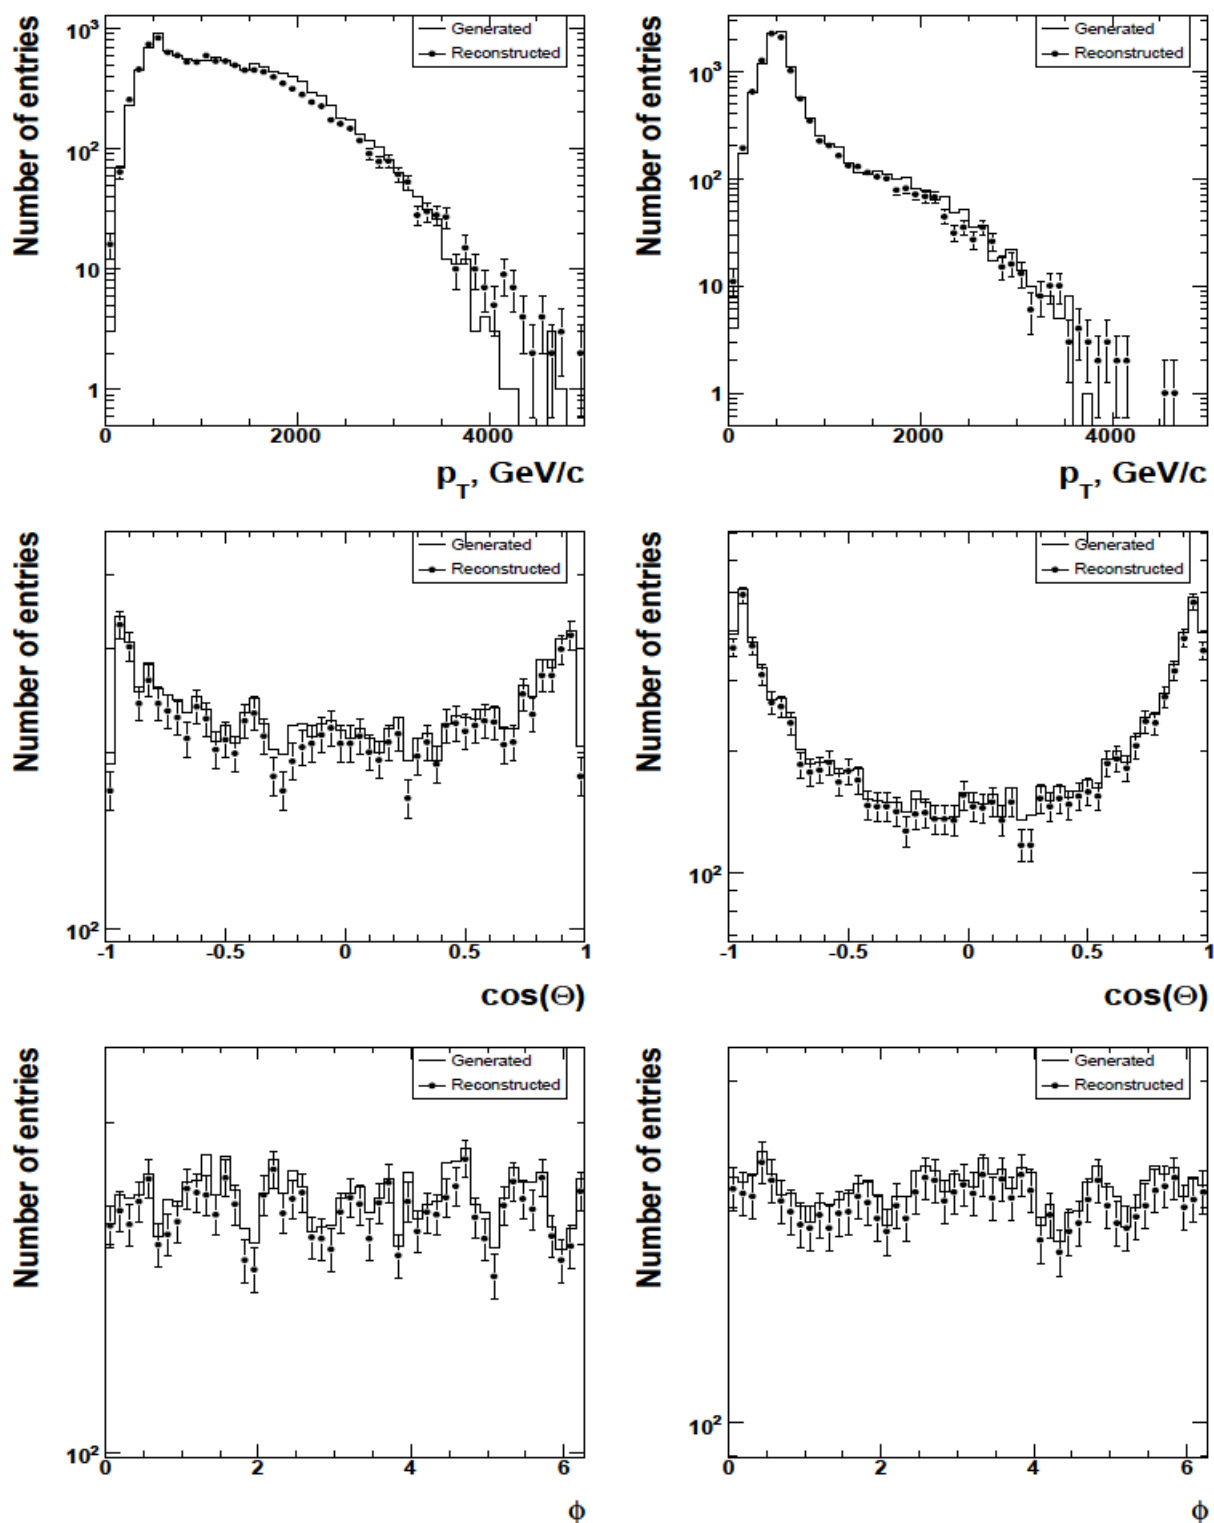 Number of entries
10³
10²
10
1
Generated
Reconstructed
0 2000 4000
p_T, GeV/c
Number of entries
10³
10²
10
1
Generated
Reconstructed
0 2000 4000
p_T, GeV/c
Number of entries
10²
Generated
Reconstructed
-1 -0.5 0 0.5 1
cos(Θ)
Number of entries
10²
Generated
Reconstructed
-1 -0.5 0 0.5 1
cos(Θ)
Number of entries
10²
Generated
Reconstructed
0 2 4 6
ϕ
Number of entries
10²
Generated
Reconstructed
0 2 4 6
ϕ